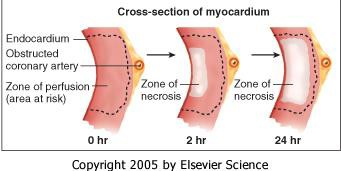 Cross-section of myocardium
Endocardium
Obstructed
coronary artery
Zone of perfusion
(area at risk)
Zone of
necrosis
Zone of
necrosis
0 hr
2 hr
24 hr
Copyright 2005 by Elsevier Science